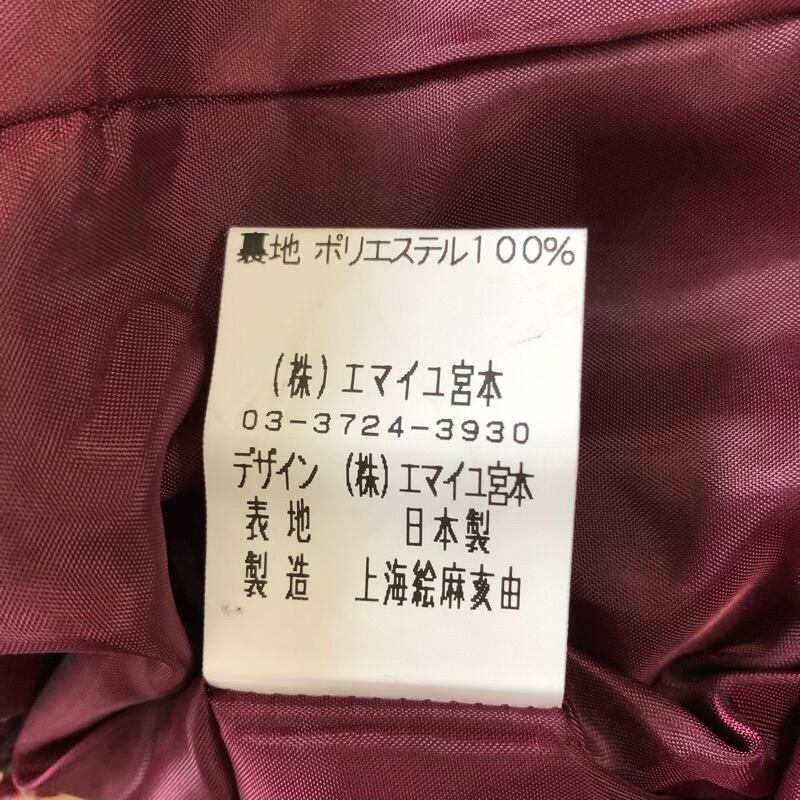 裏地 ポリエステル100%
(株)エマイユ宮本
03-3724-3930
デザイン (株)エマイユ宮本
表地 日本製
製造 上海絵麻亥由